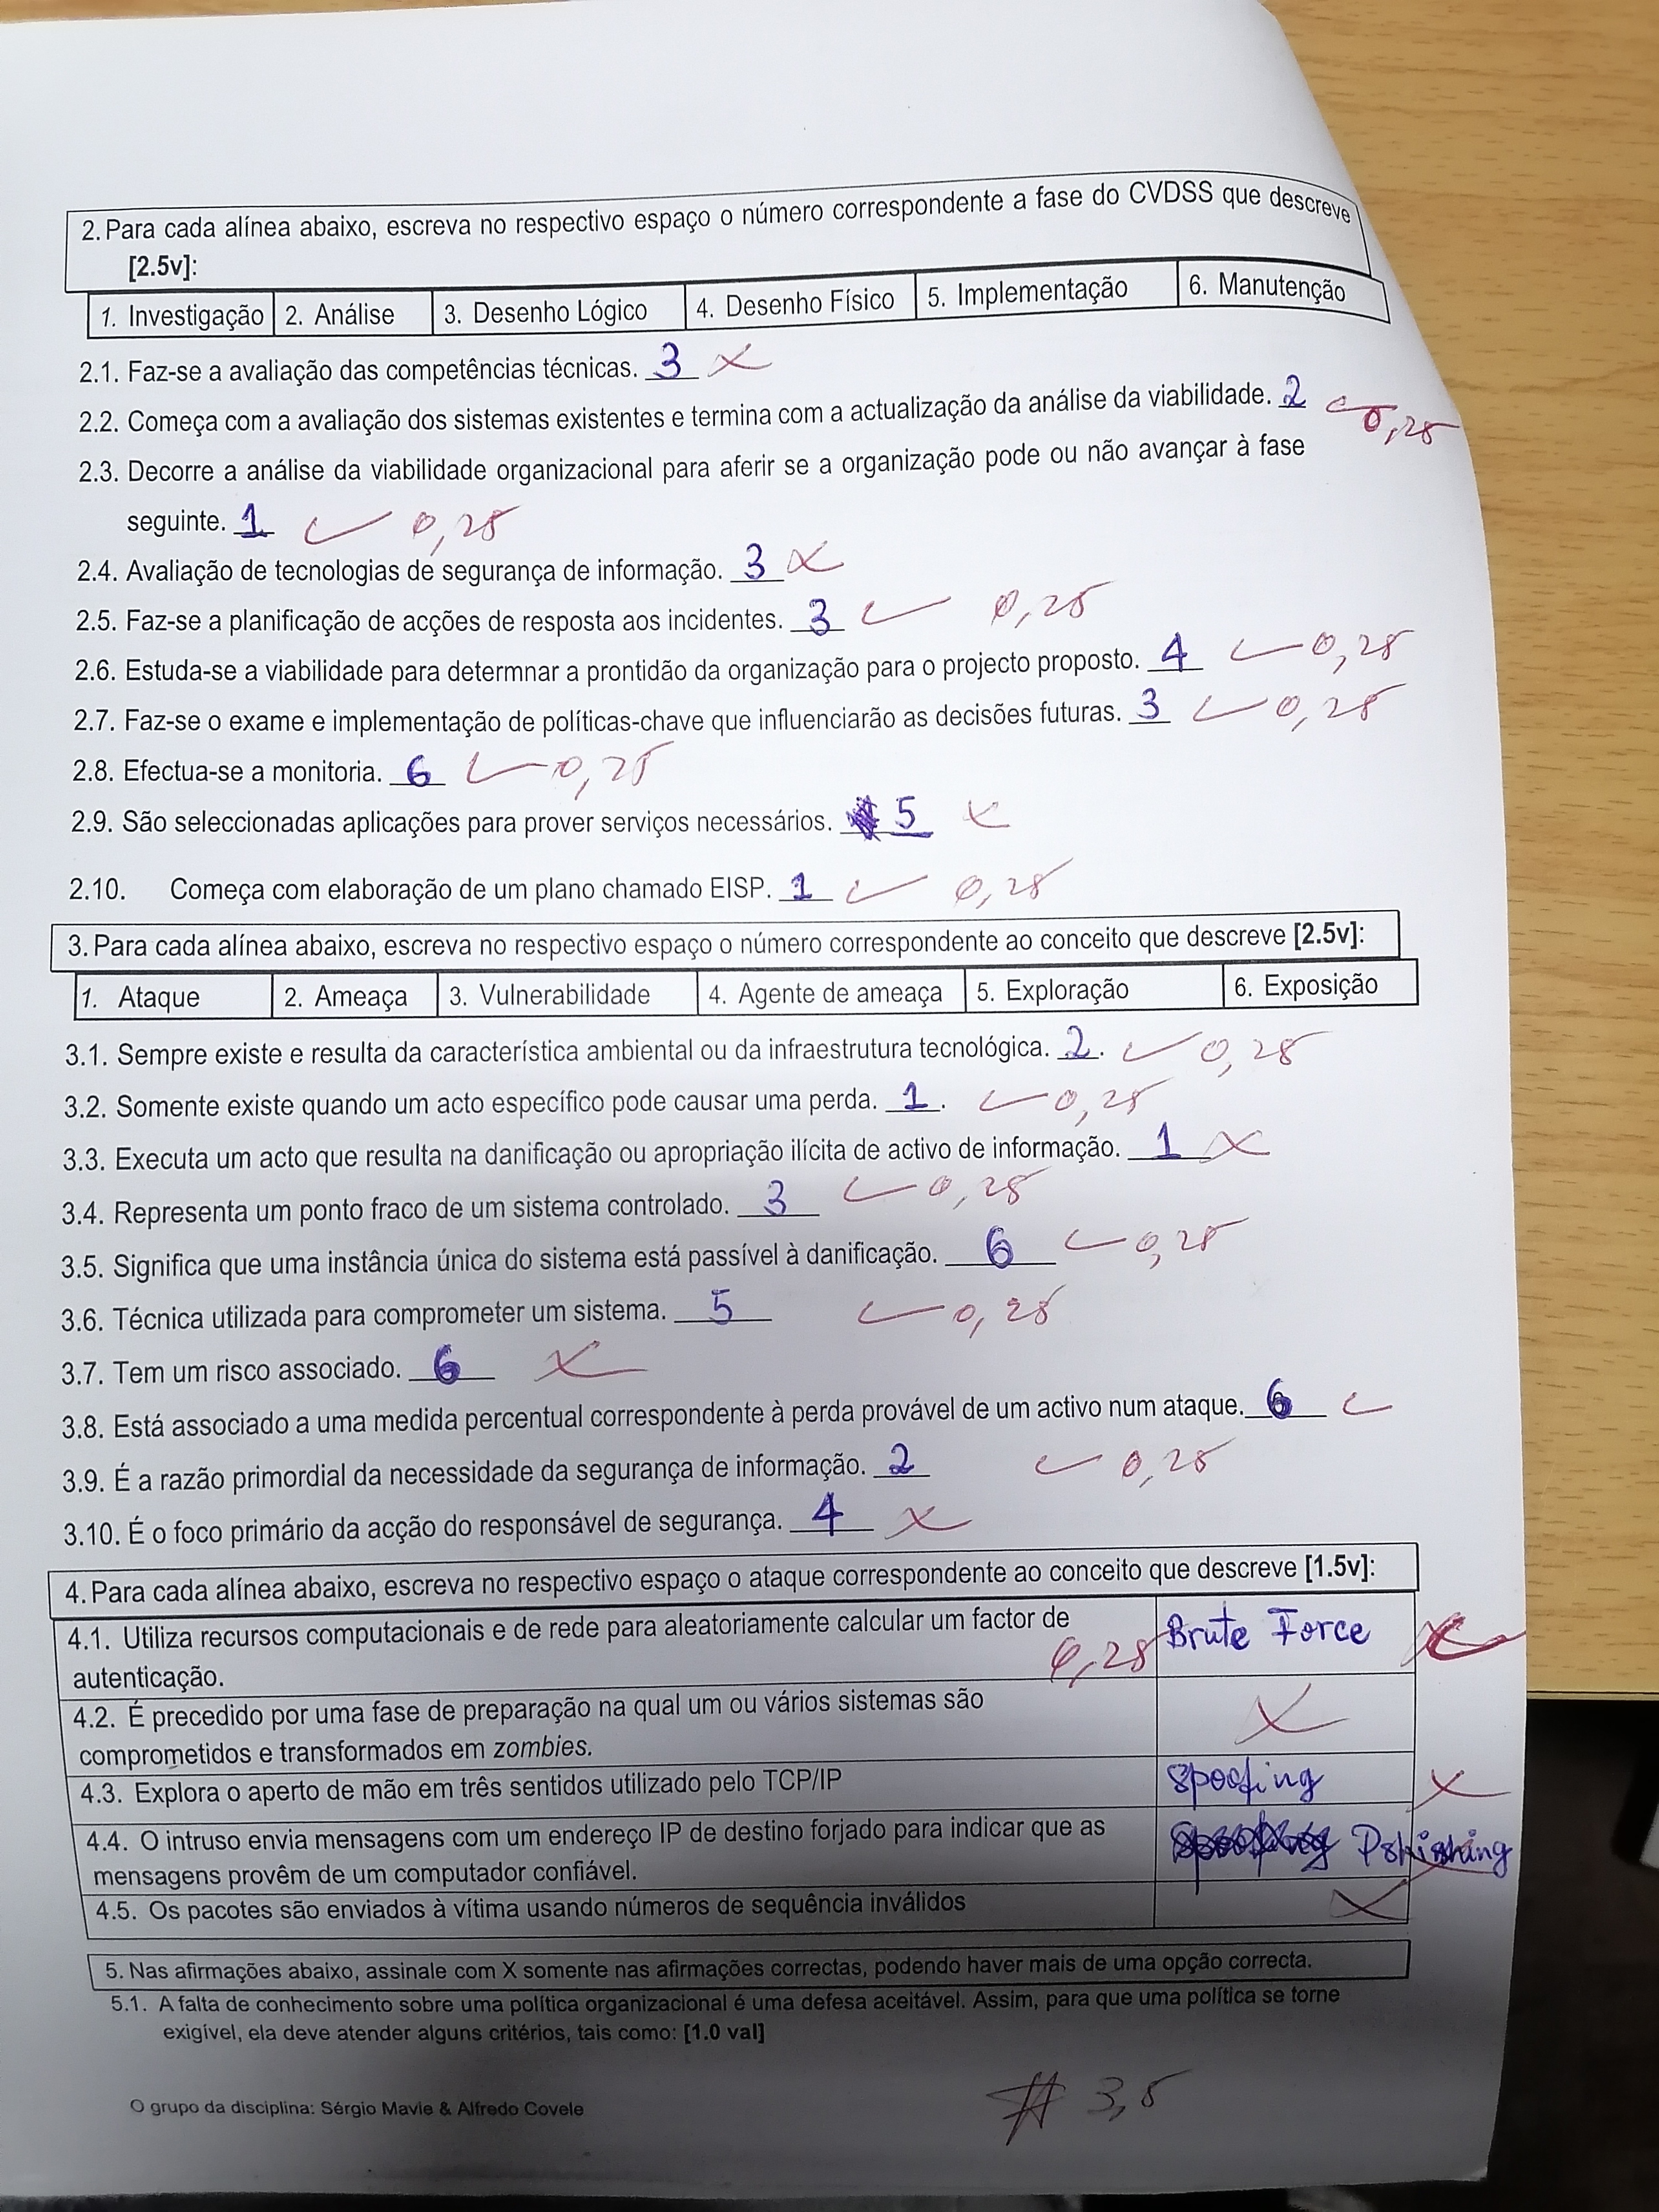 2. Para cada alínea abaixo, escreva no respectivo espaço o número correspondente a fase do CVDSS que descreve
[2.5v]:
1. Investigação 2. Análise 3. Desenho Lógico 4. Desenho Físico 5. Implementação 6. Manutenção
2.1. Faz-se a avaliação das competências técnicas. 3
2.2. Começa com a avaliação dos sistemas existentes e termina com a actualização da análise da viabilidade. 2 0,25
2.3. Decorre a análise da viabilidade organizacional para aferir se a organização pode ou não avançar à fase
seguinte. 1 0,25
2.4. Avaliação de tecnologias de segurança de informação. 3
2.5. Faz-se a planificação de acções de resposta aos incidentes. 3 0,25
2.6. Estuda-se a viabilidade para determnar a prontidão da organização para o projecto proposto. 4 0,25
2.7. Faz-se o exame e implementação de políticas-chave que influenciarão as decisões futuras. 3 0,25
2.8. Efectua-se a monitoria. 6 0,25
2.9. São seleccionadas aplicações para prover serviços necessários. 5
2.10. Começa com elaboração de um plano chamado EISP. 1 0,25
3. Para cada alínea abaixo, escreva no respectivo espaço o número correspondente ao conceito que descreve [2.5v]:
1. Ataque 2. Ameaça 3. Vulnerabilidade 4. Agente de ameaça 5. Exploração 6. Exposição
3.1. Sempre existe e resulta da característica ambiental ou da infraestrutura tecnológica. 2. 0,25
3.2. Somente existe quando um acto específico pode causar uma perda. 1. 0,25
3.3. Executa um acto que resulta na danificação ou apropriação ilícita de activo de informação. 1
3.4. Representa um ponto fraco de um sistema controlado. 3 0,25
3.5. Significa que uma instância única do sistema está passível à danificação. 6 0,25
3.6. Técnica utilizada para comprometer um sistema. 5 0,25
3.7. Tem um risco associado. 6
3.8. Está associado a uma medida percentual correspondente à perda provável de um activo num ataque. 6
3.9. É a razão primordial da necessidade da segurança de informação. 2 0,25
3.10. É o foco primário da acção do responsável de segurança. 4
4. Para cada alínea abaixo, escreva no respectivo espaço o ataque correspondente ao conceito que descreve [1.5v]:
4.1. Utiliza recursos computacionais e de rede para aleatoriamente calcular um factor de Brute Force
autenticação. 0,25
4.2. É precedido por uma fase de preparação na qual um ou vários sistemas são
comprometidos e transformados em zombies.
4.3. Explora o aperto de mão em três sentidos utilizado pelo TCP/IP Spoofing
4.4. O intruso envia mensagens com um endereço IP de destino forjado para indicar que as
mensagens provêm de um computador confiável.
4.5. Os pacotes são enviados à vítima usando números de sequência inválidos
5. Nas afirmações abaixo, assinale com X somente nas afirmações correctas, podendo haver mais de uma opção correcta.
5.1. A falta de conhecimento sobre uma política organizacional é uma defesa aceitável. Assim, para que uma política se torne
exigível, ela deve atender alguns critérios, tais como: [1.0 val]
O grupo da disciplina: Sérgio Mavie & Alfredo Covele
# 3,5